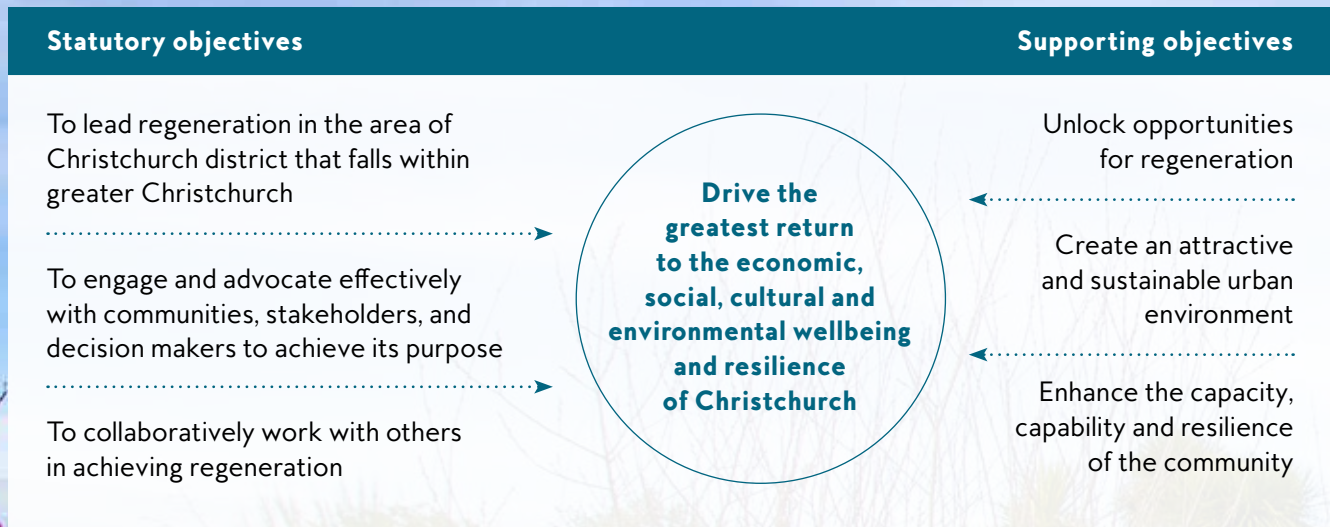 Statutory objectives
Supporting objectives
To lead regeneration in the area of
Christchurch district that falls within
greater Christchurch
To engage and advocate effectively
with communities, stakeholders, and
decision makers to achieve its purpose
To collaboratively work with others
in achieving regeneration
Drive the
greatest return
to the economic,
social, cultural and
environmental wellbeing
and resilience
of Christchurch
Unlock opportunities
for regeneration
Create an attractive
and sustainable urban
environment
Enhance the capacity,
capability and resilience
of the community